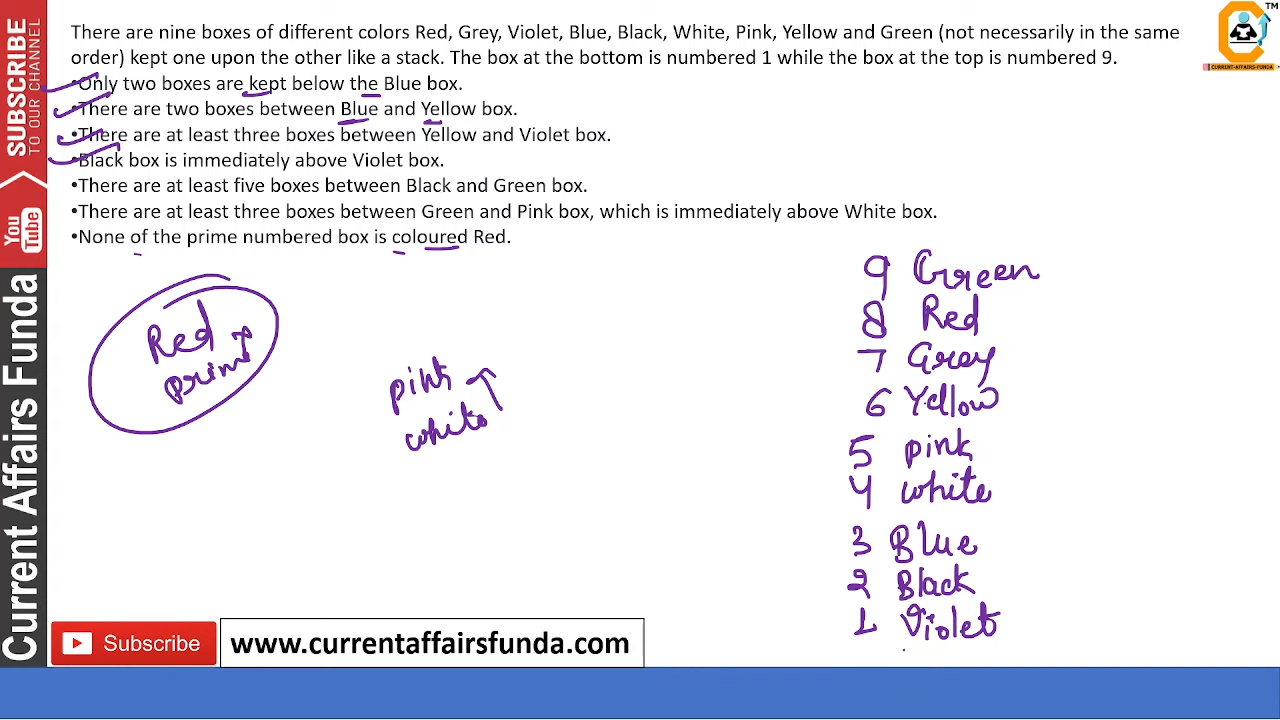 SUBSCRIBE
TO OUR CHANNEL
You
Tube
Current Affairs Funda
There are nine boxes of different colors Red, Grey, Violet, Blue, Black, White, Pink, Yellow and Green (not necessarily in the same
order) kept one upon the other like a stack. The box at the bottom is numbered 1 while the box at the top is numbered 9.
•Only two boxes are kept below the Blue box.
•There are two boxes between Blue and Yellow box.
•There are at least three boxes between Yellow and Violet box.
•Black box is immediately above Violet box.
•There are at least five boxes between Black and Green box.
•There are at least three boxes between Green and Pink box, which is immediately above White box.
•None of the prime numbered box is coloured Red.
TM
CURRENT-AFFAIRS-FUNDA
Red
prime
pink
white
9 Green
8 Red
7 Grey
6 Yellow
5 pink
4 white
3 Blue
2 Black
1 Violet
Subscribe
www.currentaffairsfunda.com